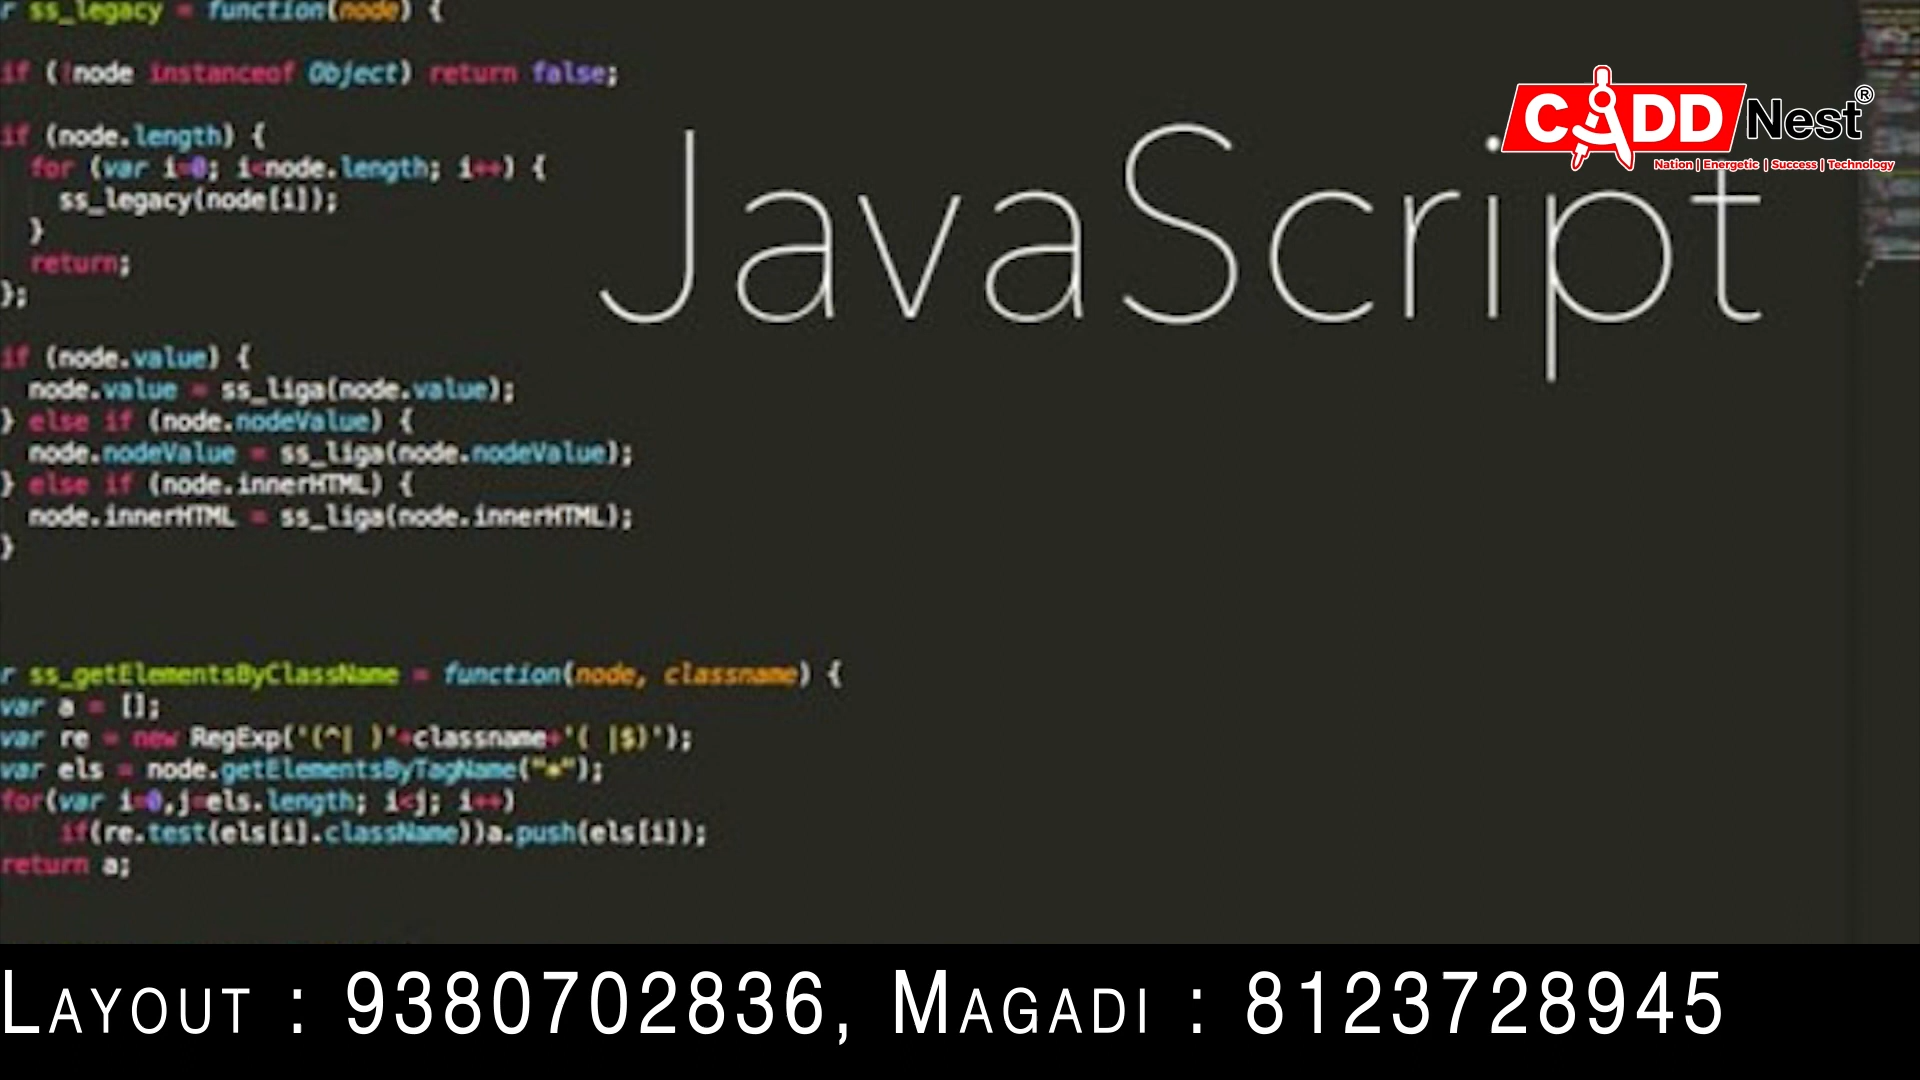 r ss_legacy = function(node) {
if (!node instanceof Object) return false;
if (node.length) {
for (var i=0; i<node.length; i++) {
ss_legacy(node[i]);
}
return;
};
if (node.value) {
node.value = ss_liga(node.value);
} else if (node.nodeValue) {
node.nodeValue = ss_liga(node.nodeValue);
} else if (node.innerHTML) {
node.innerHTML = ss_liga(node.innerHTML);
}
r ss_getElementsByClassName = function(node, classname) {
var a = [];
var re = new RegExp('(^| )'+classname+'( |$)');
var els = node.getElementsByTagName("*");
for(var i=0,j=els.length; i<j; i++)
if(re.test(els[i].className))a.push(els[i]);
return a;
JavaScript
CADD Nest®
Nation | Energetic | Success | Technology
Layout : 9380702836, Magadi : 8123728945